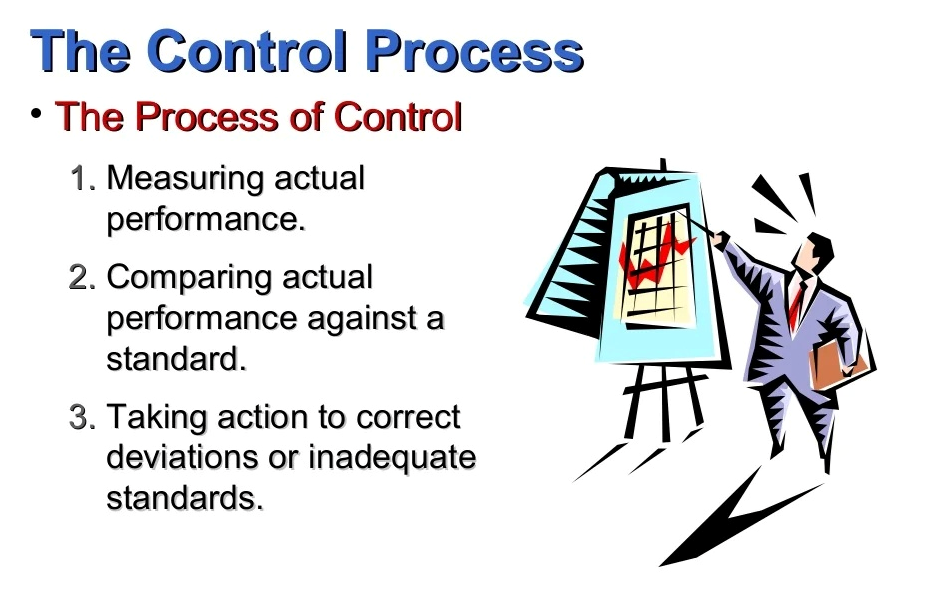 The Control Process
• The Process of Control
1. Measuring actual
performance.
2. Comparing actual
performance against a
standard.
3. Taking action to correct
deviations or inadequate
standards.